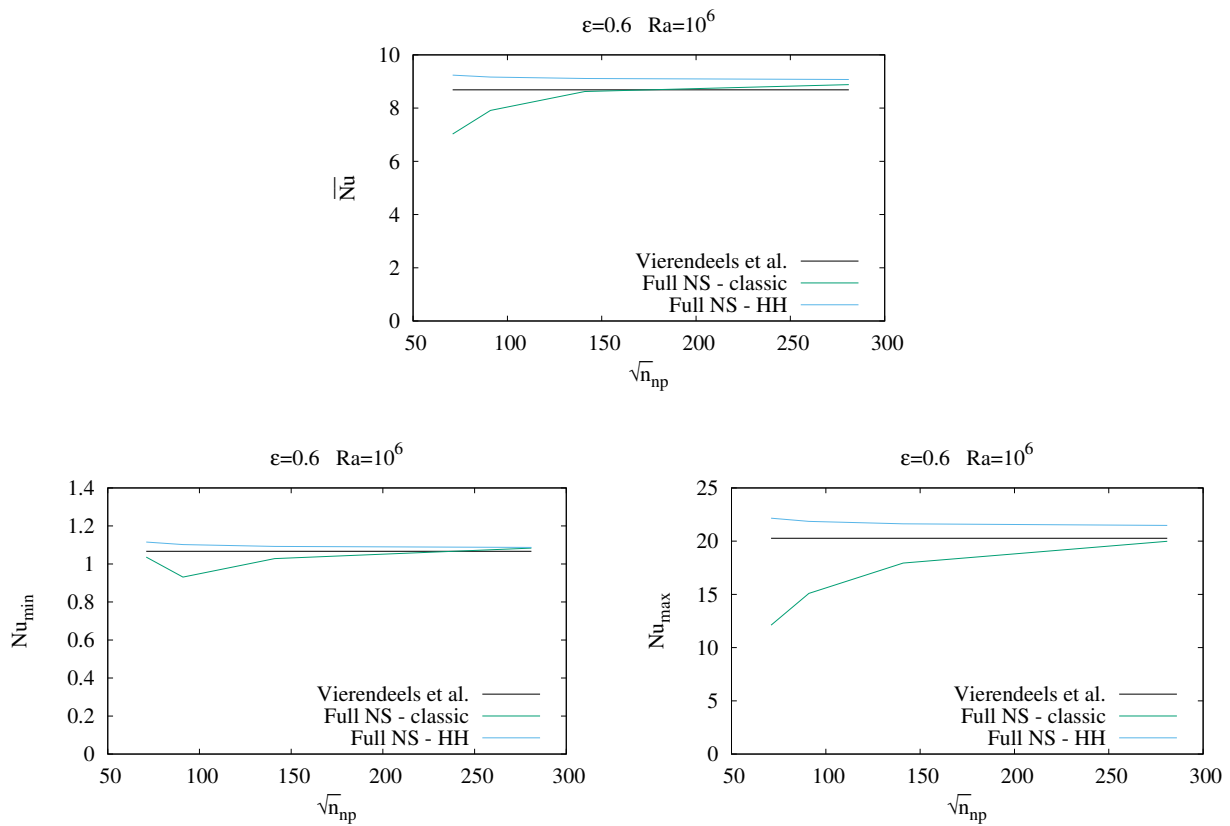 ε=0.6 Ra=10^6
10
8
6
4
2
0
Nu
Vierendeels et al.
Full NS - classic
Full NS - HH
50 100 150 200 250 300
√n_np
ε=0.6 Ra=10^6
1.4
1.2
1
0.8
0.6
0.4
0.2
0
Nu_min
Vierendeels et al.
Full NS - classic
Full NS - HH
50 100 150 200 250 300
√n_np
ε=0.6 Ra=10^6
25
20
15
10
5
0
Nu_max
Vierendeels et al.
Full NS - classic
Full NS - HH
50 100 150 200 250 300
√n_np